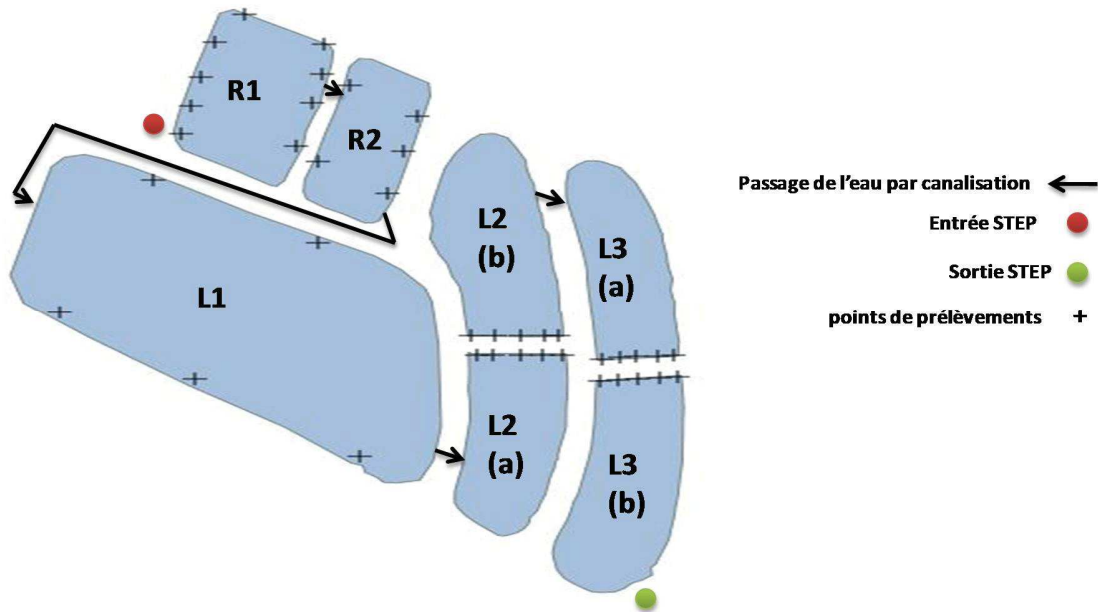 R1
R2
L1
L2
(b)
L3
(a)
L2
(a)
L3
(b)
Passage de l'eau par canalisation
Entrée STEP
Sortie STEP
points de prélèvements